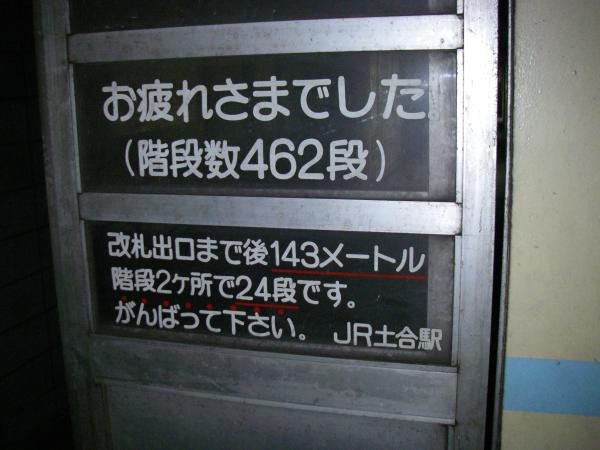 お疲れさまでした。
(階段数462段)
改札出口まで後143メートル
階段2ケ所で24段です。
がんばって下さい。 JR土合駅